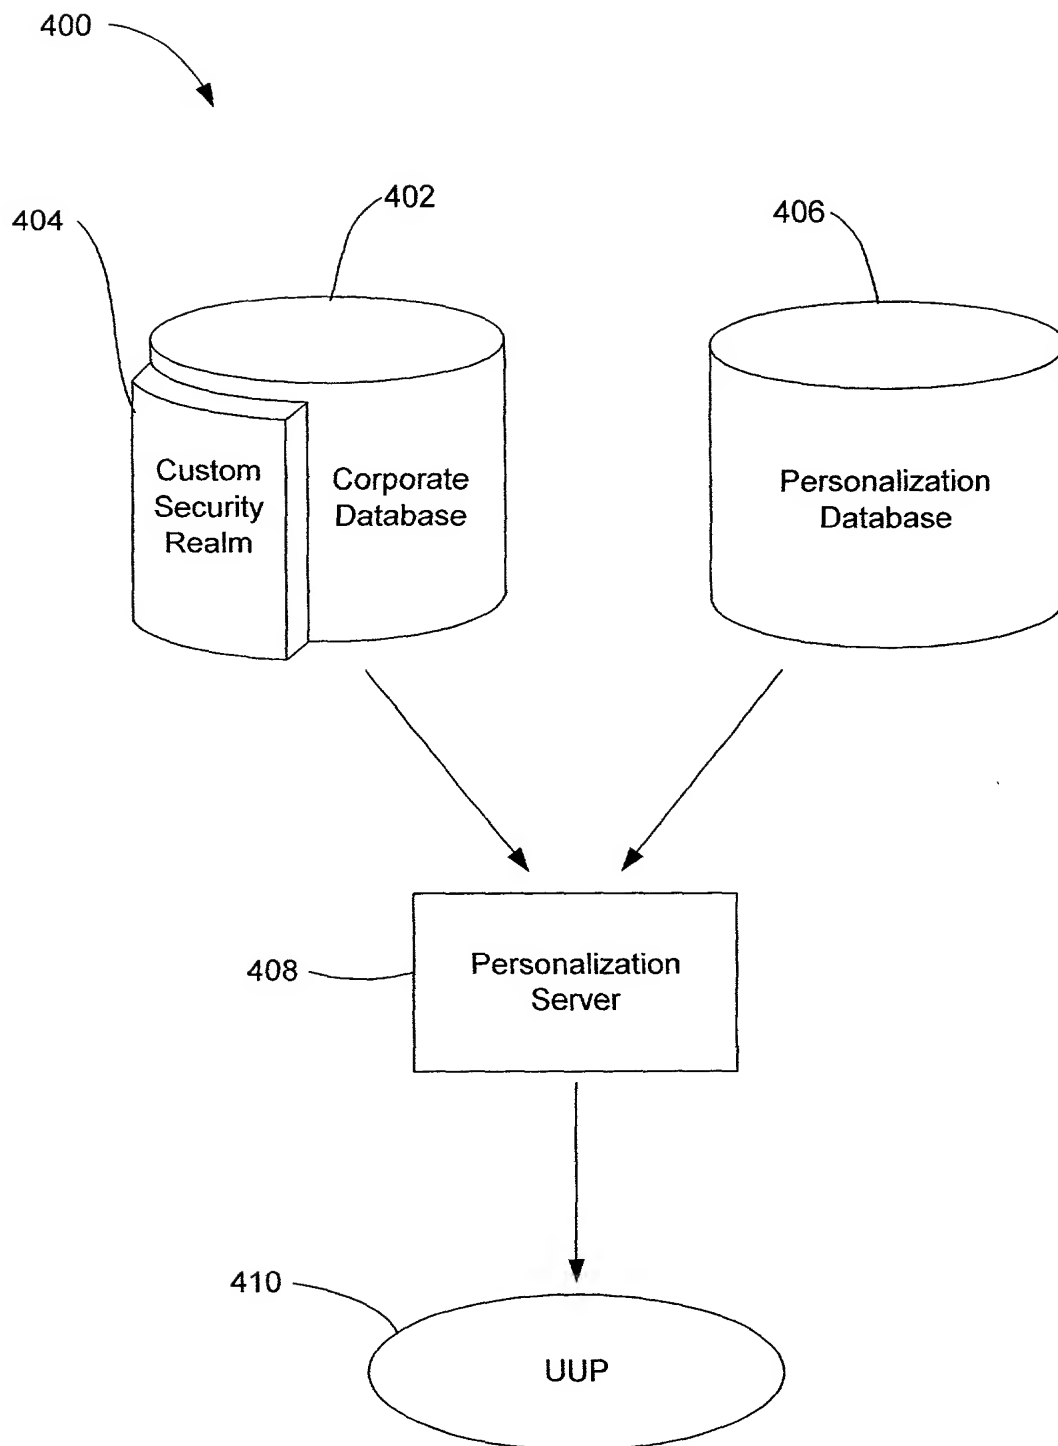 400
402
404
406
Custom
Security
Realm
Corporate
Database
Personalization
Database
408
Personalization
Server
410
UUP